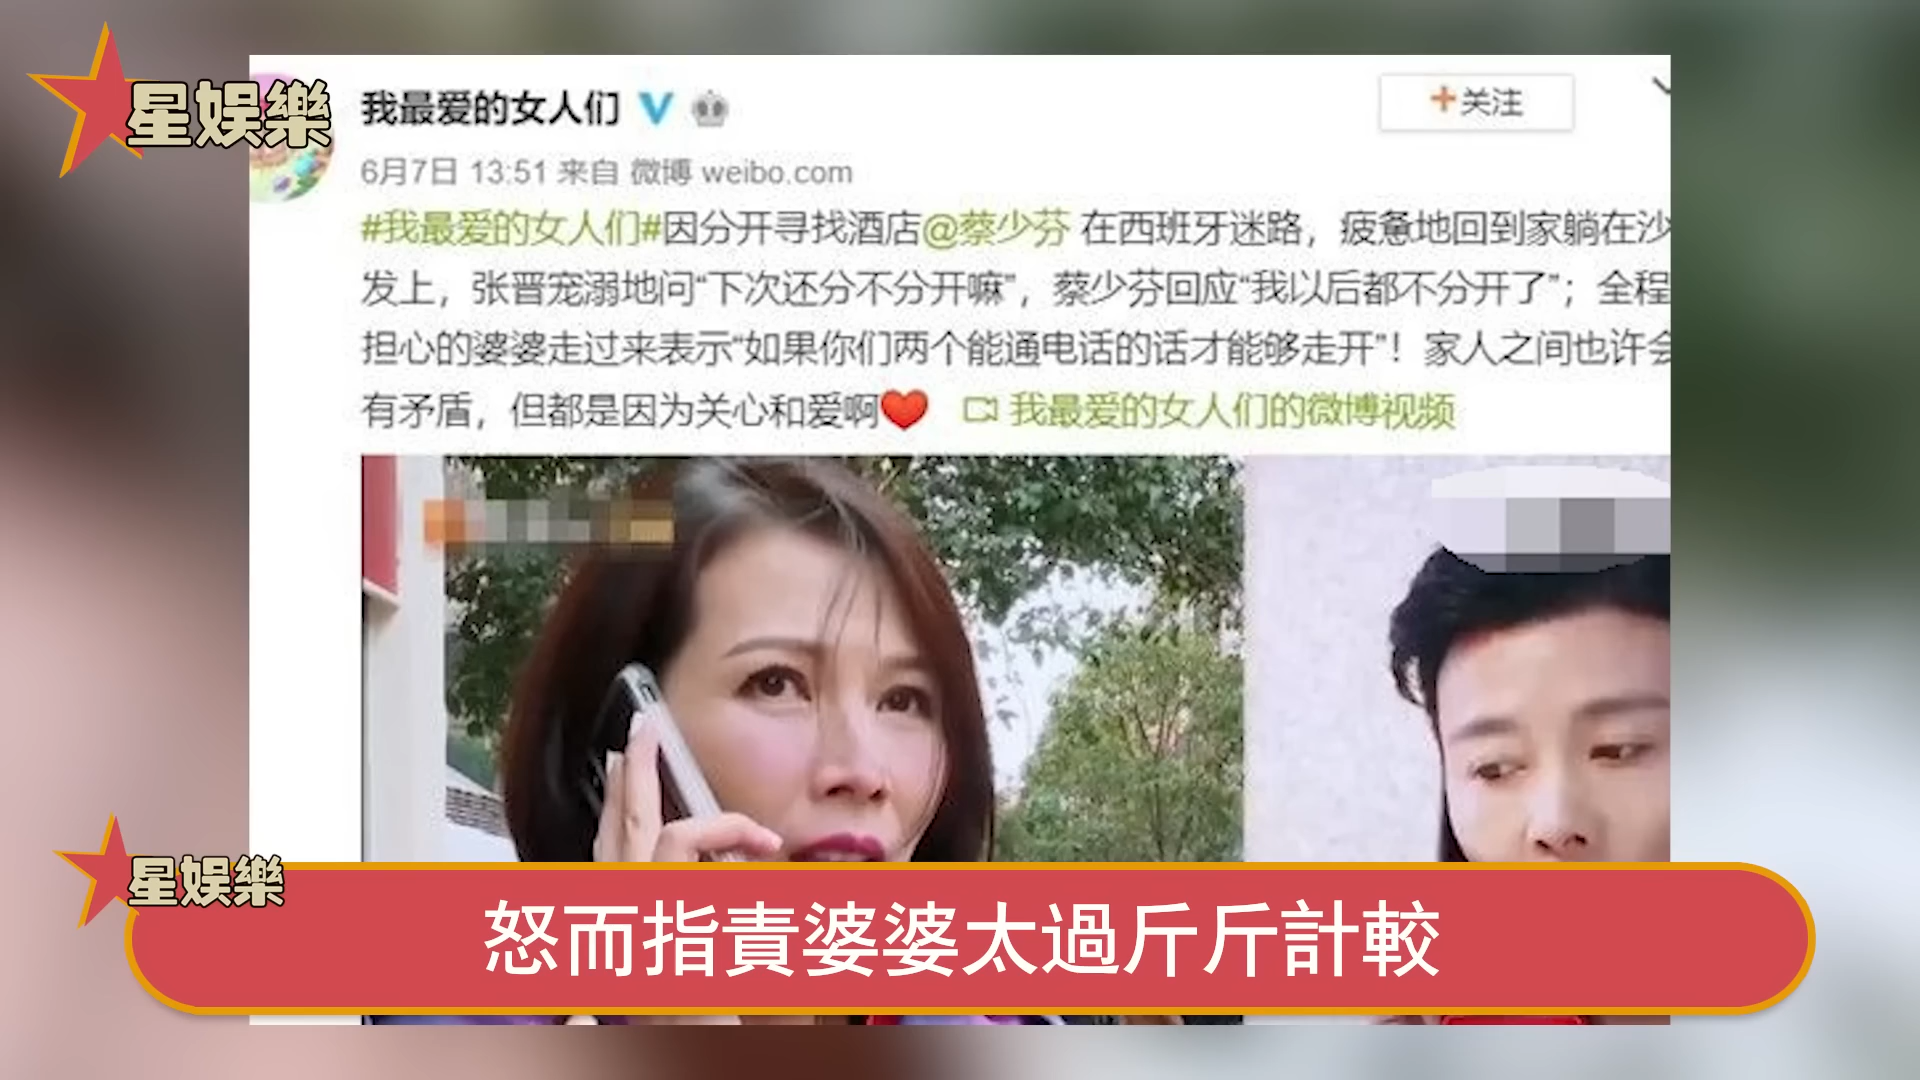 星娱樂
我最爱的女人们
+关注
6月7日 13:51 来自 微博 weibo.com
#我最爱的女人们#因分开寻找酒店@蔡少芬 在西班牙迷路，疲惫地回到家躺在沙
发上，张晋宠溺地问“下次还分不分开嘛”，蔡少芬回应“我以后都不分开了”；全程
担心的婆婆走过来表示“如果你们两个能通电话的话才能够走开”！家人之间也许会
有矛盾，但都是因为关心和爱啊❤ 我最爱的女人们的微博视频
星娱樂
怒而指責婆婆太過斤斤計較